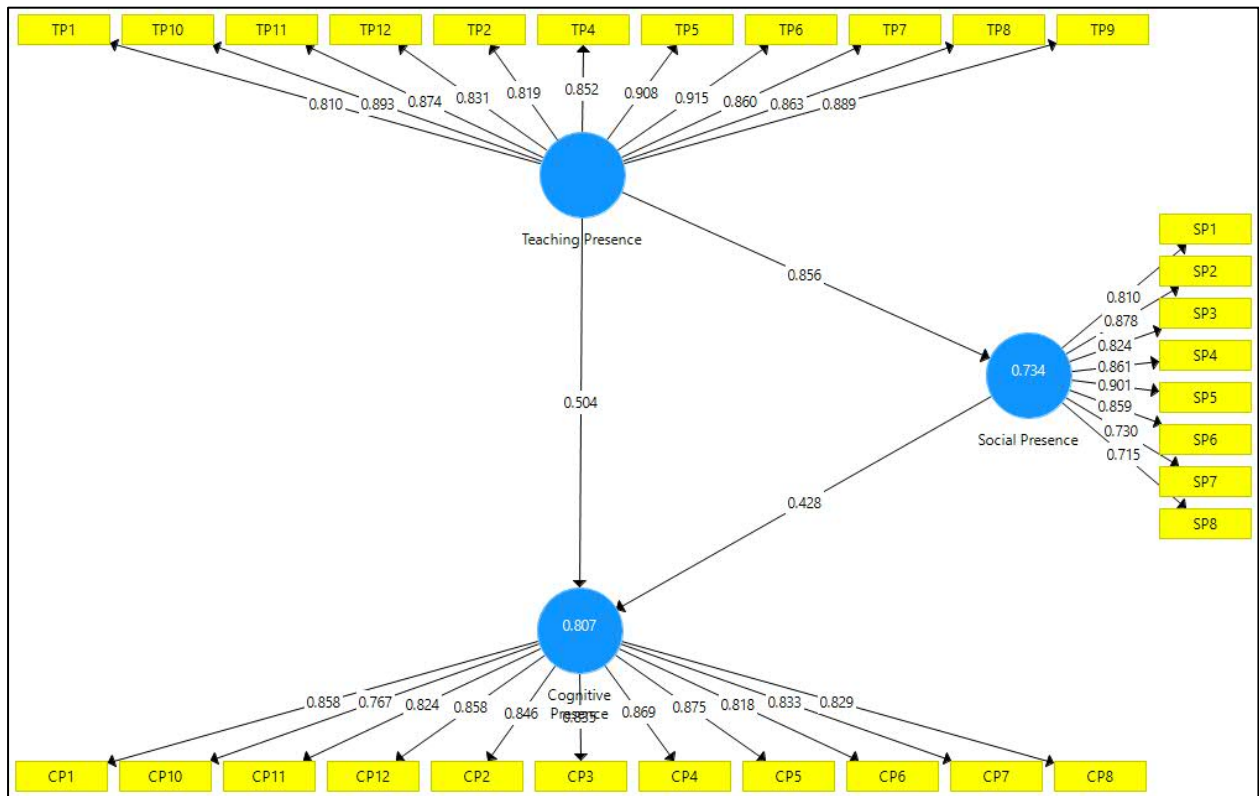 TP1 TP10 TP11 TP12 TP2 TP4 TP5 TP6 TP7 TP8 TP9
0.810 0.893 0.874 0.831 0.819 0.852 0.908 0.915 0.860 0.863 0.889
Teaching Presence
0.856
0.504
0.428
SP1
SP2
SP3
SP4
SP5
SP6
SP7
SP8
0.810
0.878
0.824
0.861
0.901
0.859
0.730
0.715
0.734
Social Presence
0.807
Cognitive
Presence
0.858 0.767 0.824 0.858 0.846 0.835 0.869 0.875 0.818 0.833 0.829
CP1 CP10 CP11 CP12 CP2 CP3 CP4 CP5 CP6 CP7 CP8